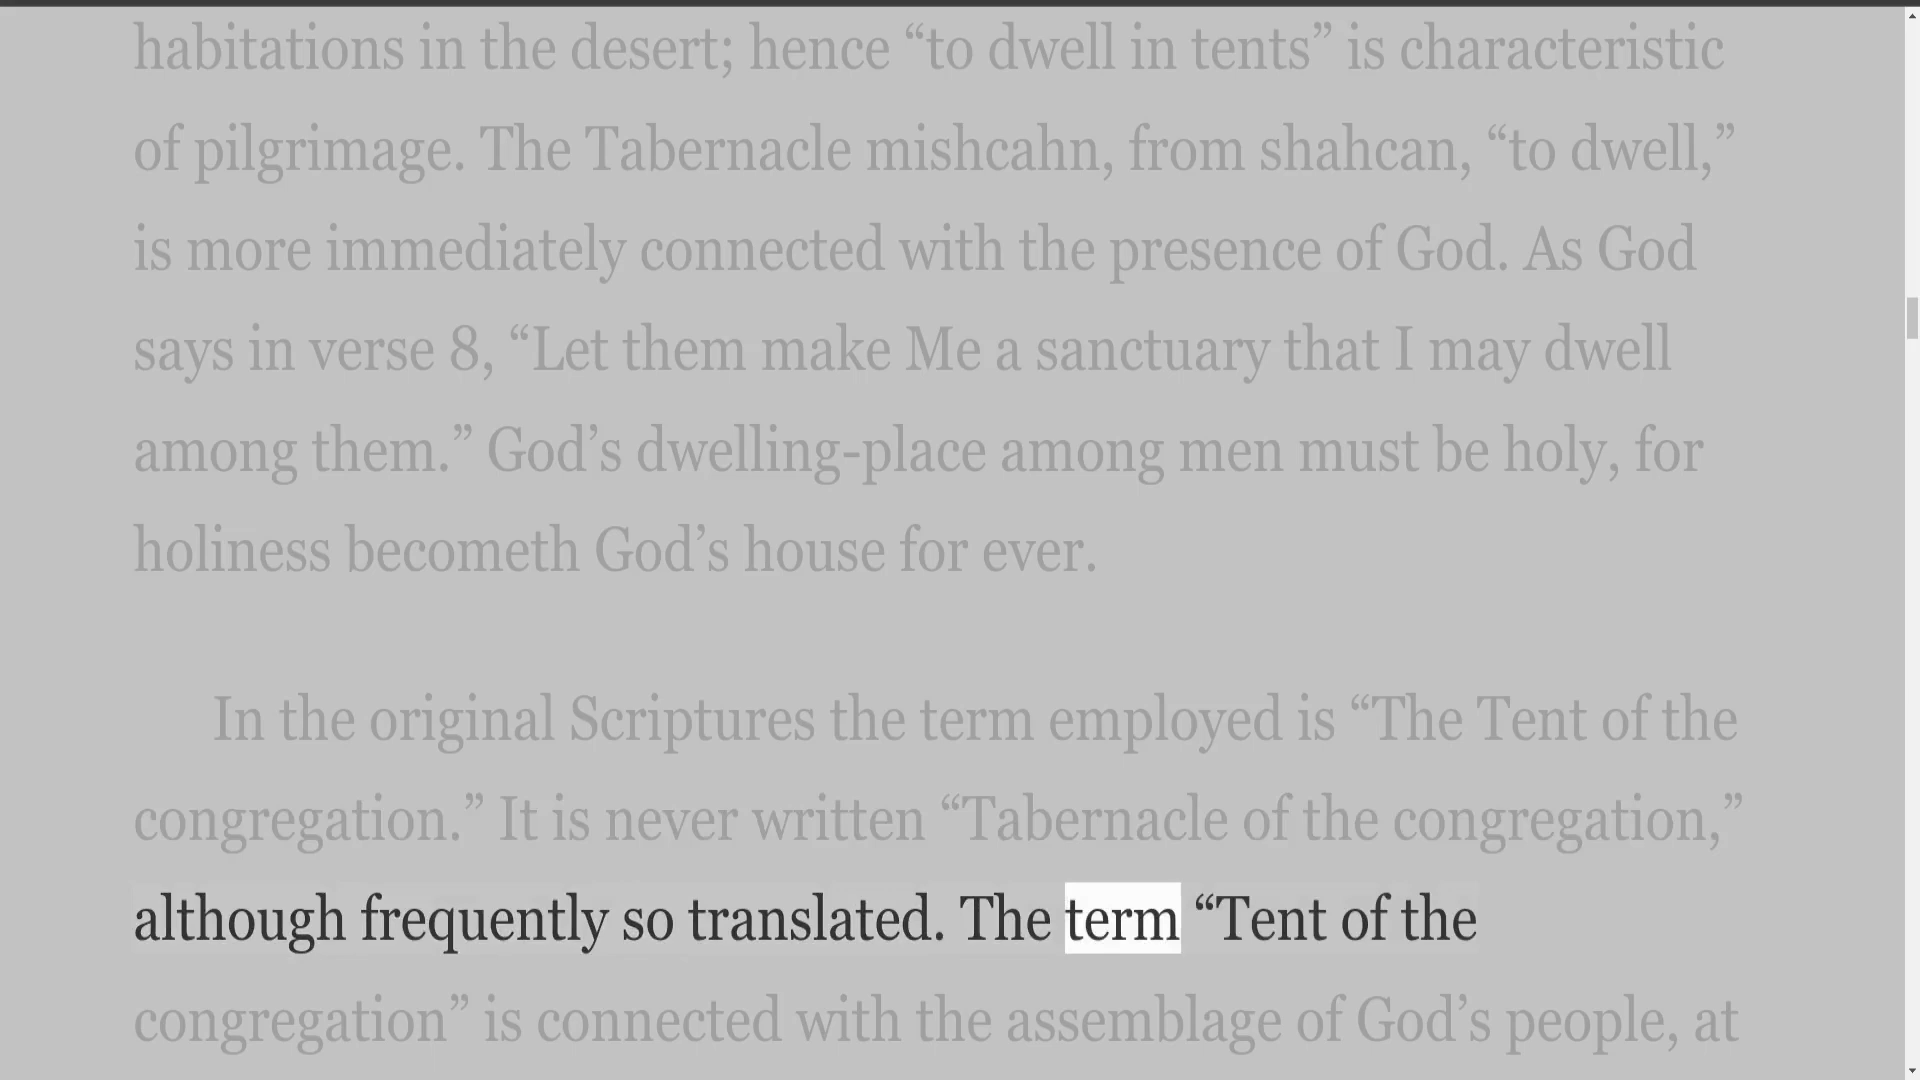 habitations in the desert; hence “to dwell in tents” is characteristic
of pilgrimage. The Tabernacle mishcahn, from shahcan, “to dwell,”
is more immediately connected with the presence of God. As God
says in verse 8, “Let them make Me a sanctuary that I may dwell
among them.” God’s dwelling-place among men must be holy, for
holiness becometh God’s house for ever.
In the original Scriptures the term employed is “The Tent of the
congregation.” It is never written “Tabernacle of the congregation,”
although frequently so translated. The term “Tent of the
congregation” is connected with the assemblage of God’s people, at